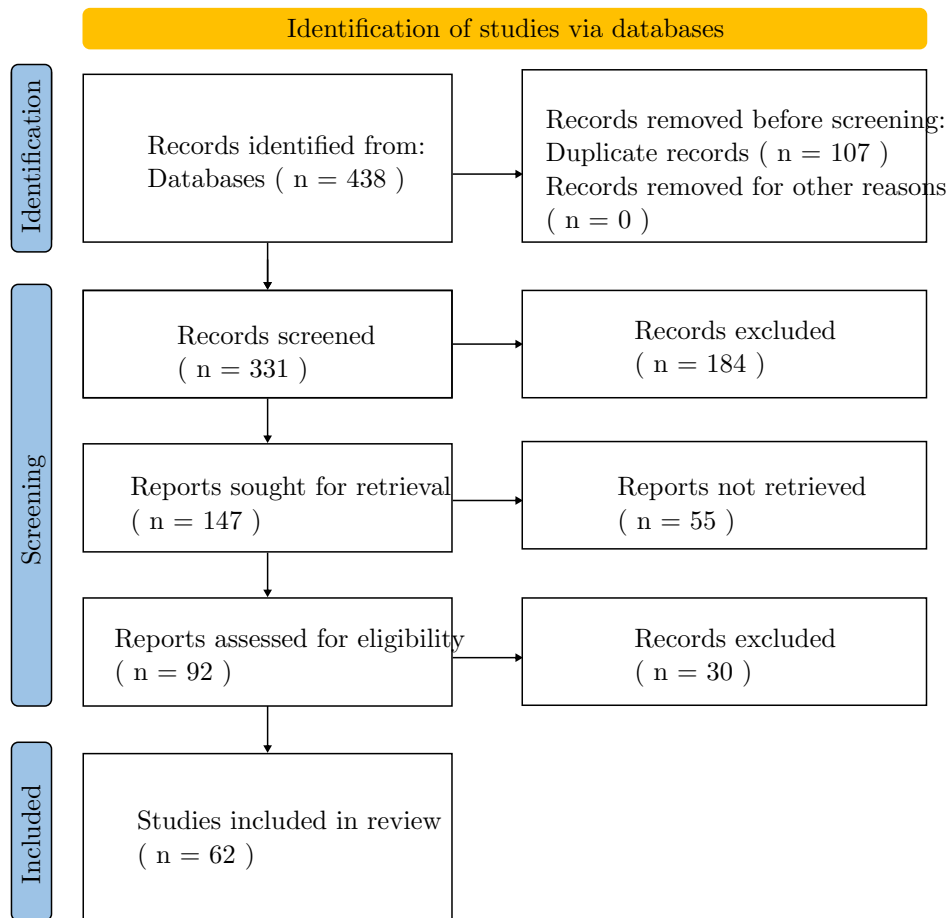 Identification of studies via databases
Identification
Records identified from:
Databases ( n = 438 )
Records removed before screening:
Duplicate records ( n = 107 )
Records removed for other reasons
( n = 0 )
Screening
Records screened
( n = 331 )
Records excluded
( n = 184 )
Reports sought for retrieval
( n = 147 )
Reports not retrieved
( n = 55 )
Reports assessed for eligibility
( n = 92 )
Records excluded
( n = 30 )
Included
Studies included in review
( n = 62 )